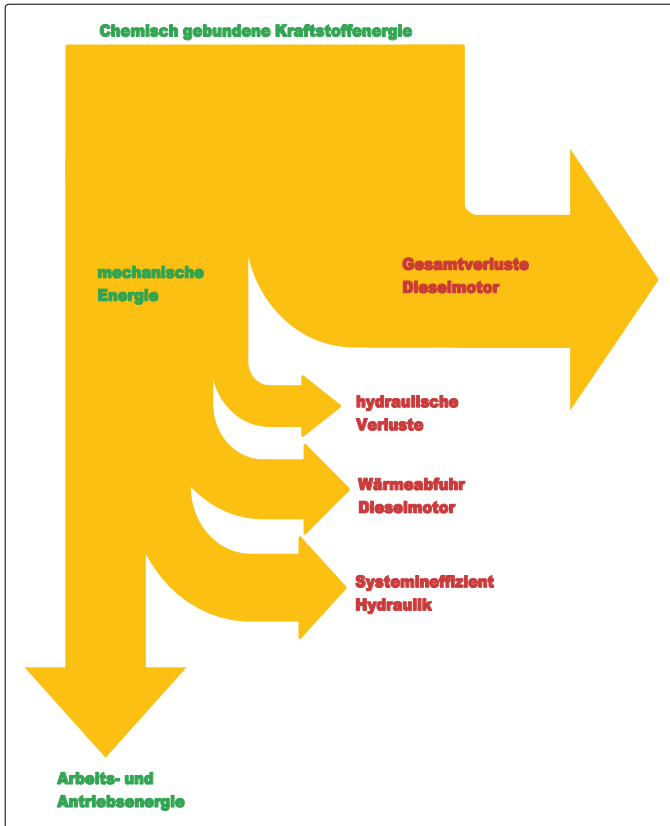 Chemisch gebundene Kraftstoffenergie
mechanische
Energie
Gesamtverluste
Dieselmotor
hydraulische
Verluste
Wärmeabfuhr
Dieselmotor
Systemineffizient
Hydraulik
Arbeits- und
Antriebsenergie